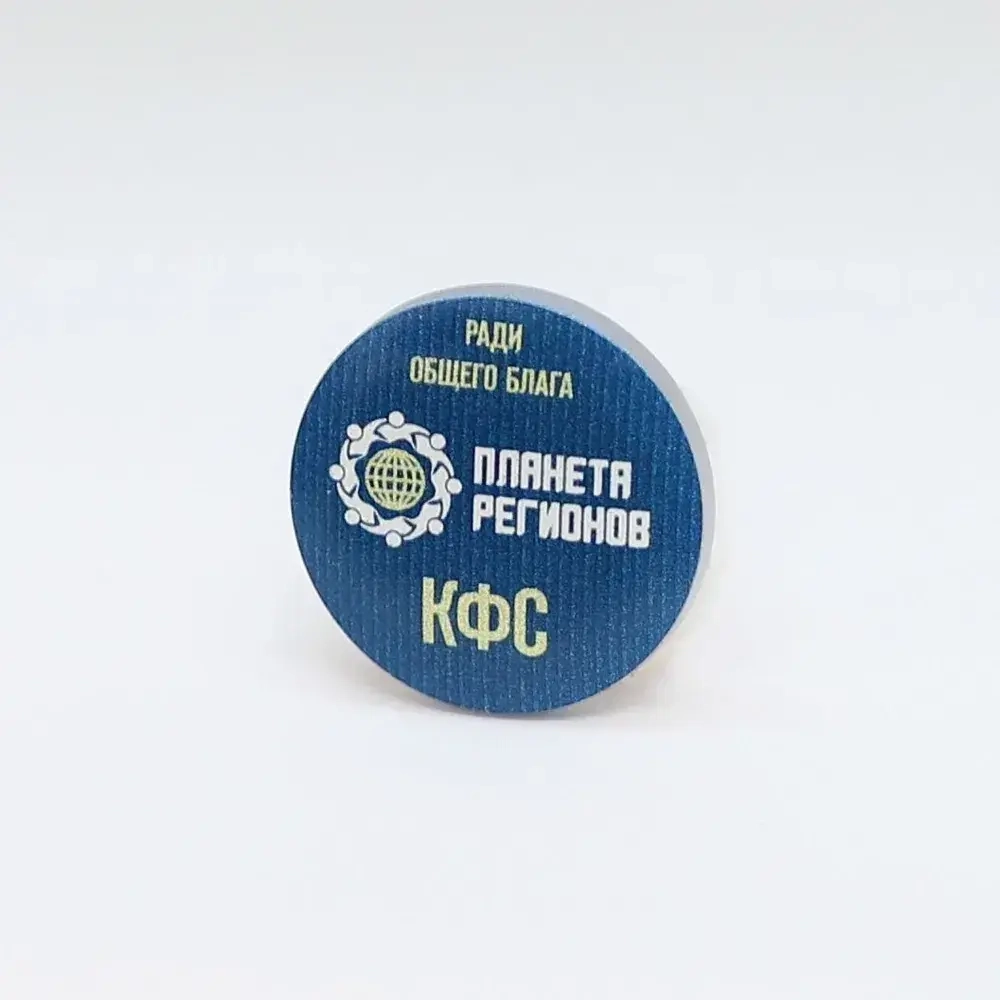 РАДИ
ОБЩЕГО БЛАГА
ПЛАНЕТА
РЕГИОНОВ
КФС